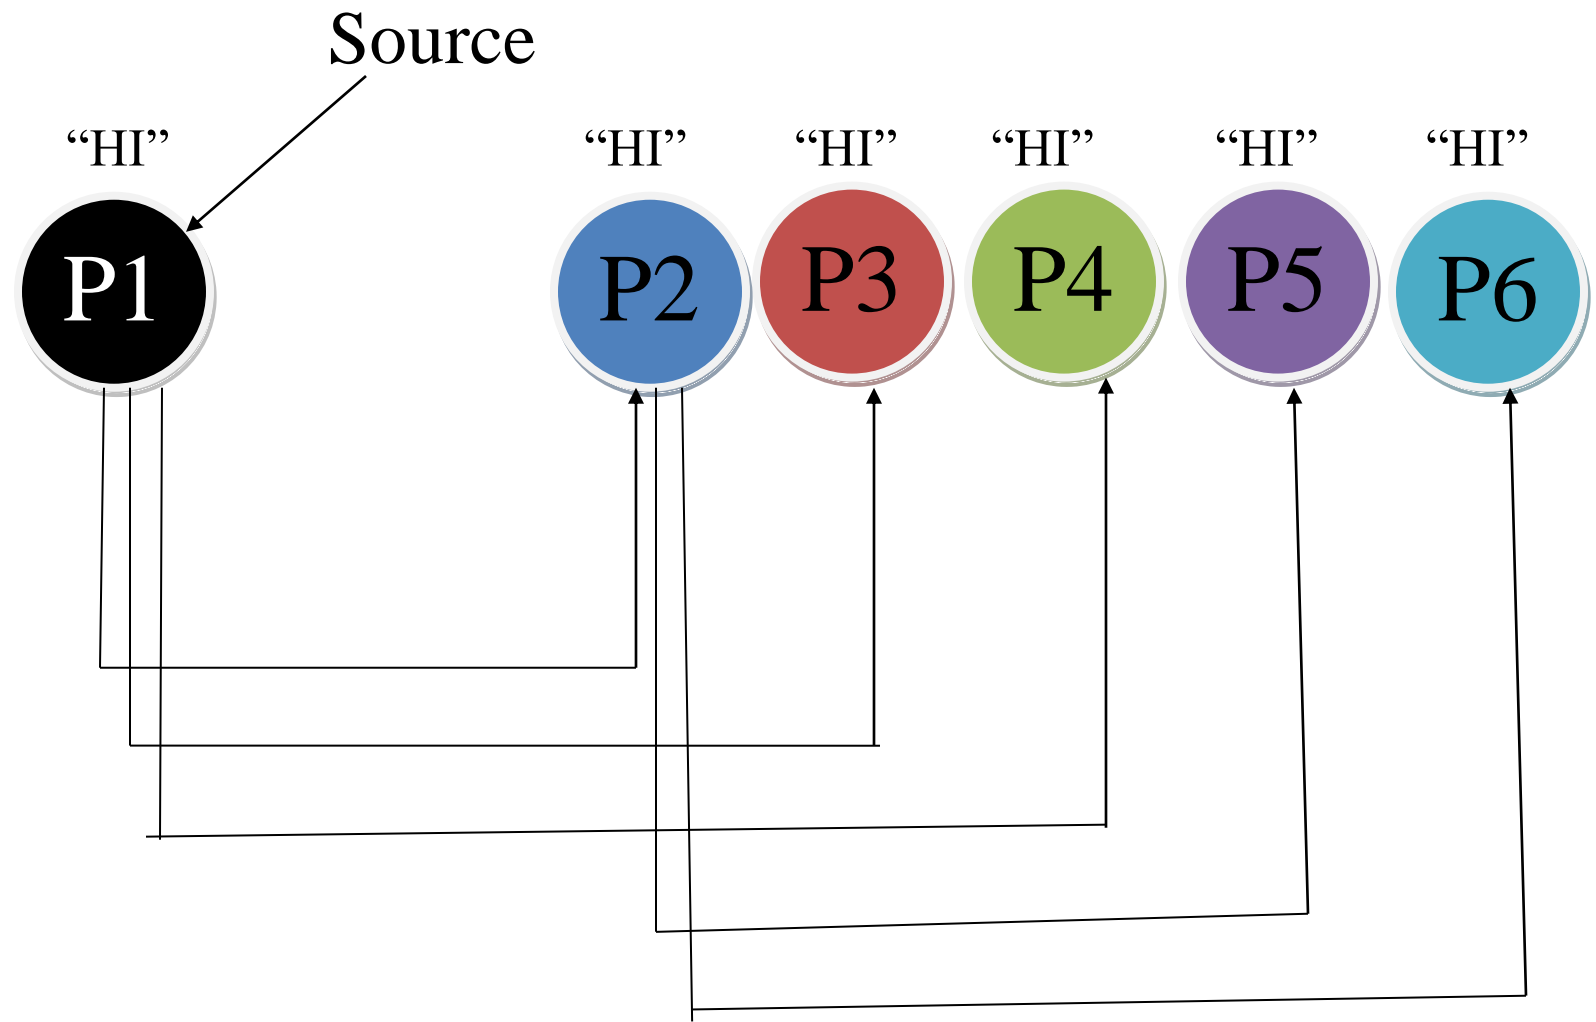 Source
“HI” “HI” “HI” “HI” “HI” “HI”
P1 P2 P3 P4 P5 P6